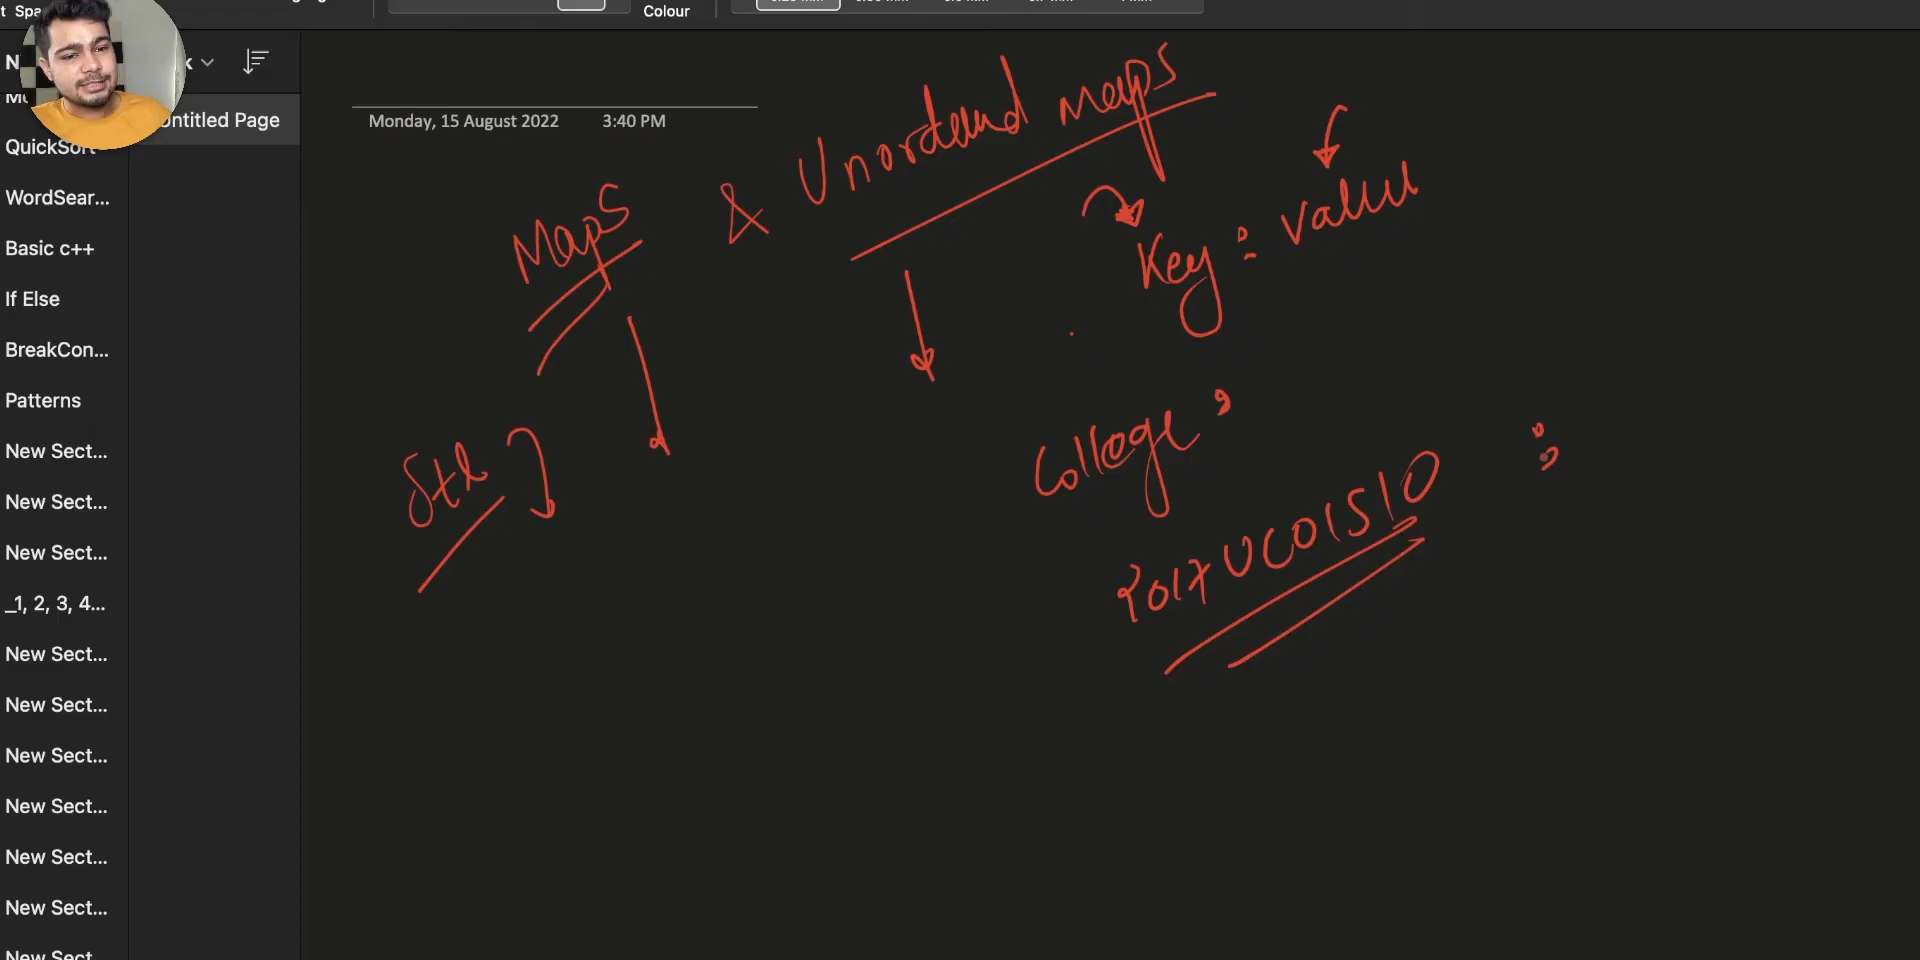 Colour
Untitled Page
Monday, 15 August 2022 3:40 PM
QuickSort
WordSear...
Basic c++
If Else
BreakCon...
Patterns
New Sect...
New Sect...
New Sect...
_1, 2, 3, 4...
New Sect...
New Sect...
New Sect...
New Sect...
New Sect...
New Sect...
New Sect...
Maps & Unordered Maps
Key : value
Stl
College :
2017UCO1510 :